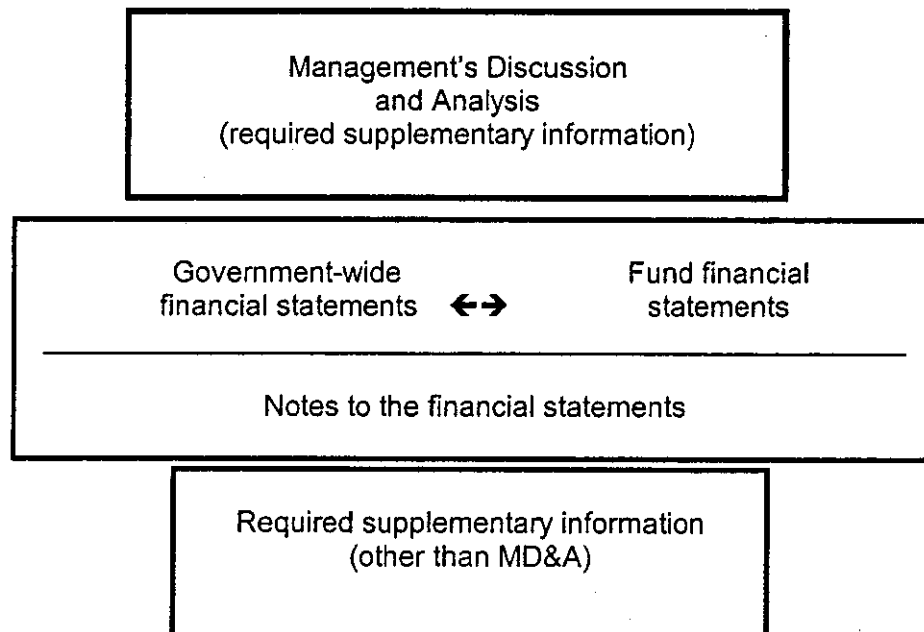 Management's Discussion
and Analysis
(required supplementary information)
Government-wide
financial statements
Fund financial
statements
Notes to the financial statements
Required supplementary information
(other than MD&A)